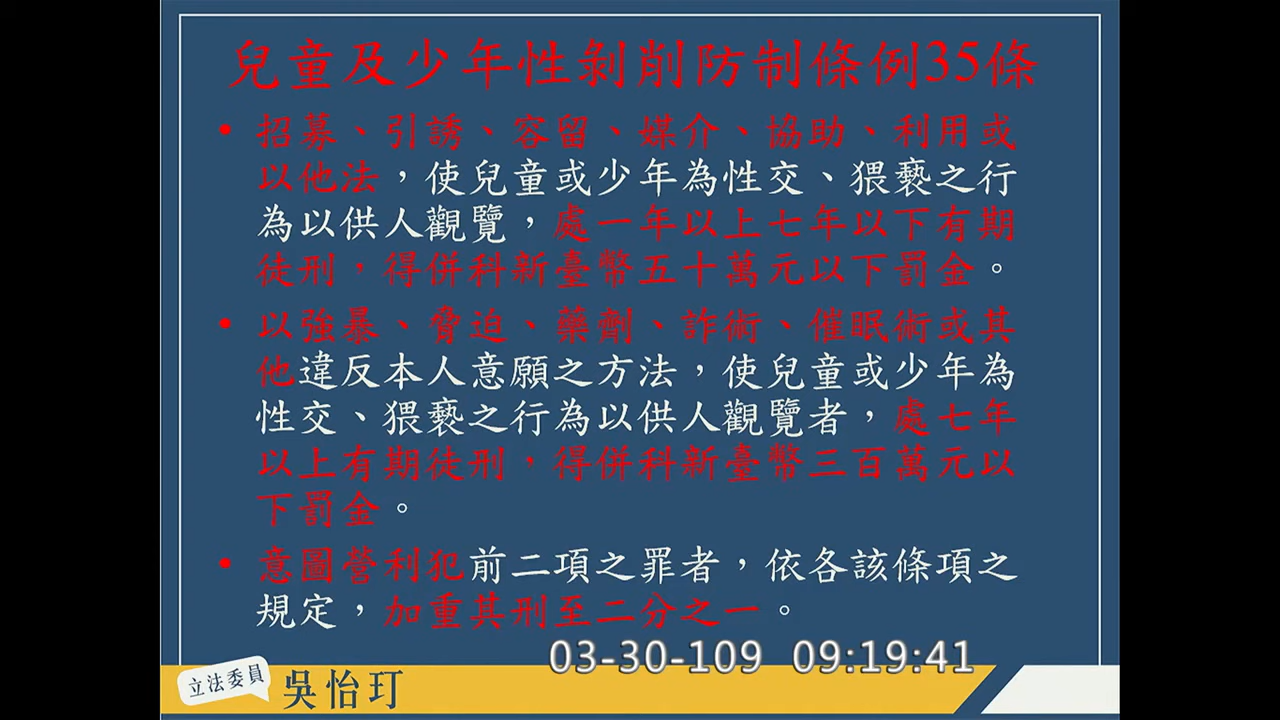 兒童及少年性剝削防制條例35條
• 招募、引誘、容留、媒介、協助、利用或
以他法，使兒童或少年為性交、猥褻之行
為以供人觀覽，處一年以上七年以下有期
徒刑，得併科新臺幣五十萬元以下罰金。
• 以強暴、脅迫、藥劑、詐術、催眠術或其
他違反本人意願之方法，使兒童或少年為
性交、猥褻之行為以供人觀覽者，處七年
以上有期徒刑，得併科新臺幣三百萬元以
下罰金。
• 意圖營利犯前二項之罪者，依各該條項之
規定，加重其刑至二分之一。
03-30-109 09:19:41
立法委員 吳怡玎